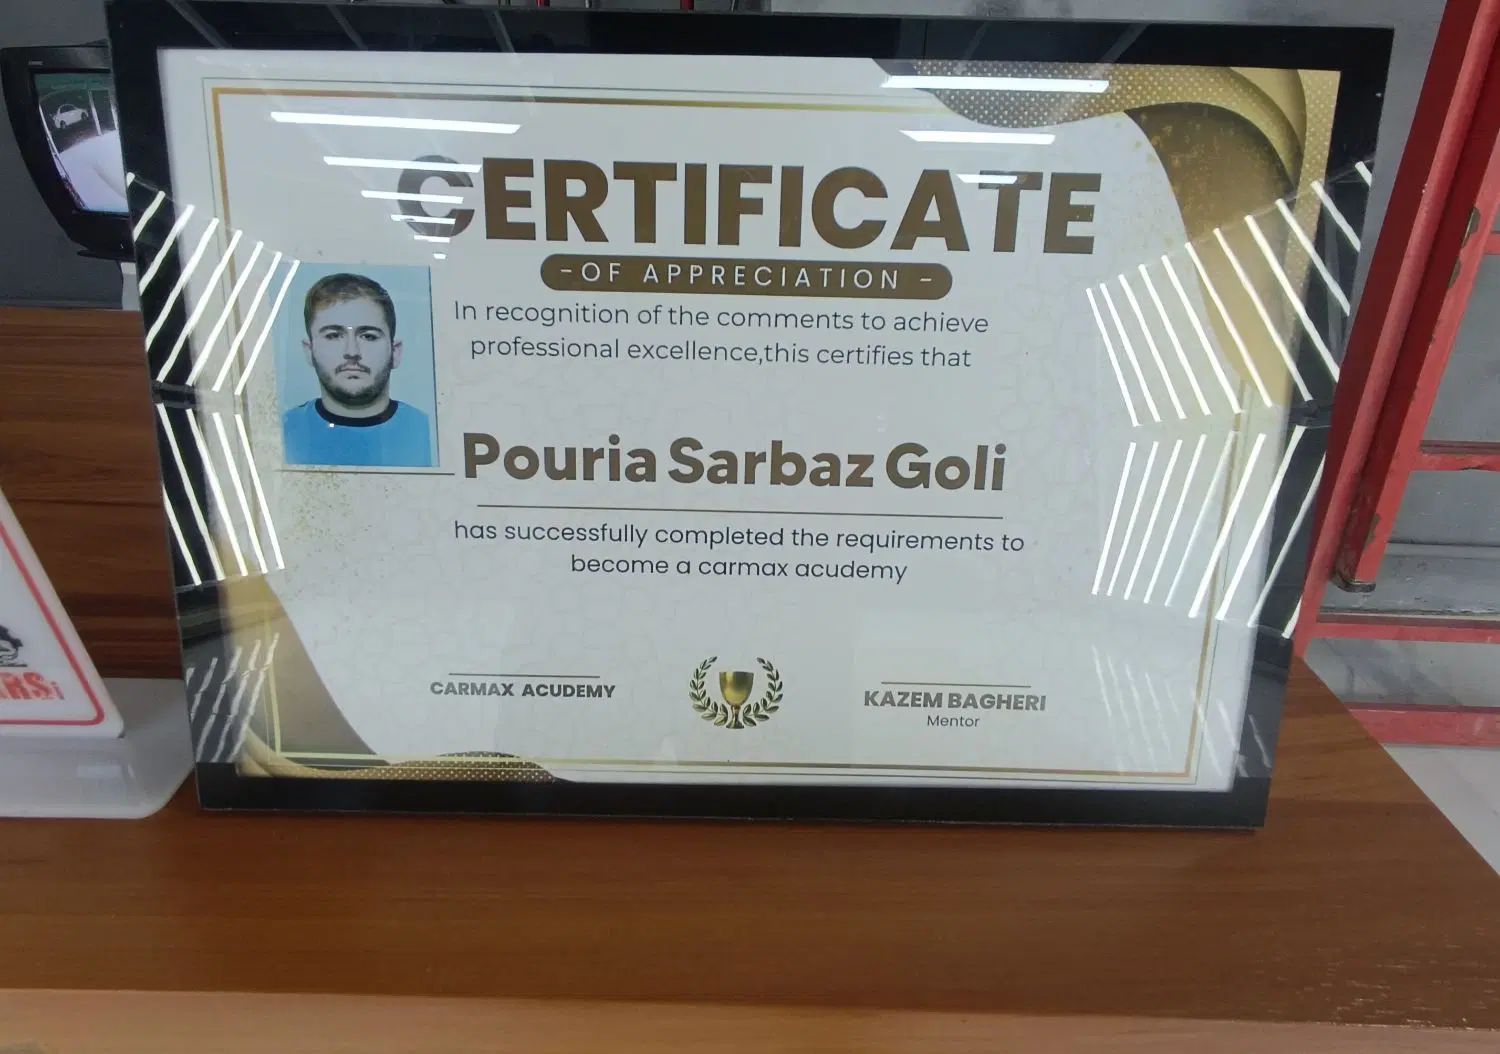 CERTIFICATE
-OF APPRECIATION -
In recognition of the comments to achieve
professional excellence,this certifies that
Pouria Sarbaz Goli
has successfully completed the requirements to
become a carmax acudemy
CARMAX ACUDEMY
KAZEM BAGHERI
Mentor